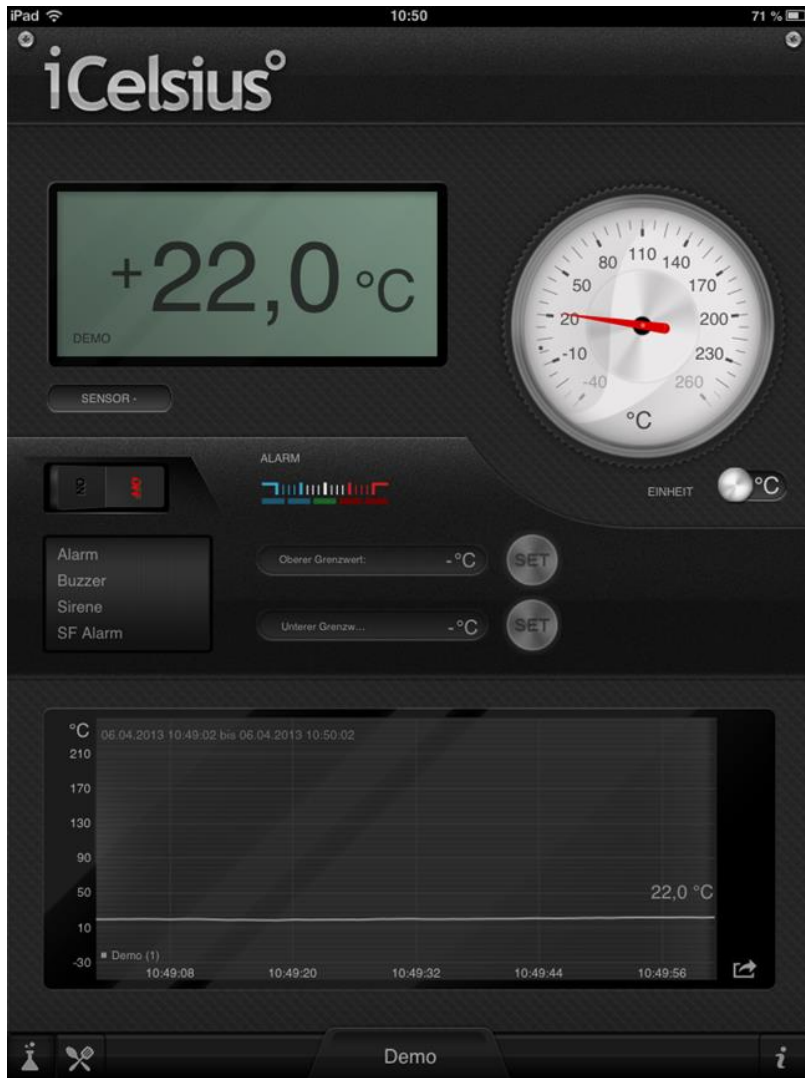 iPad 10:50 71 %
iCelsius°
+22,0 °C
DEMO
SENSOR -
110
80 140
50 170
20 200
-10 230
-40 260
°C
EINHEIT °C
ON OFF
ALARM
Alarm
Buzzer
Sirene
SF Alarm
Oberer Grenzwert: -°C SET
Unterer Grenzw... -°C SET
°C 06.04.2013 10:49:02 bis 06.04.2013 10:50:02
210
170
130
90
50
22,0 °C
10
-30
Demo (1)
10:49:08 10:49:20 10:49:32 10:49:44 10:49:56
Demo
i